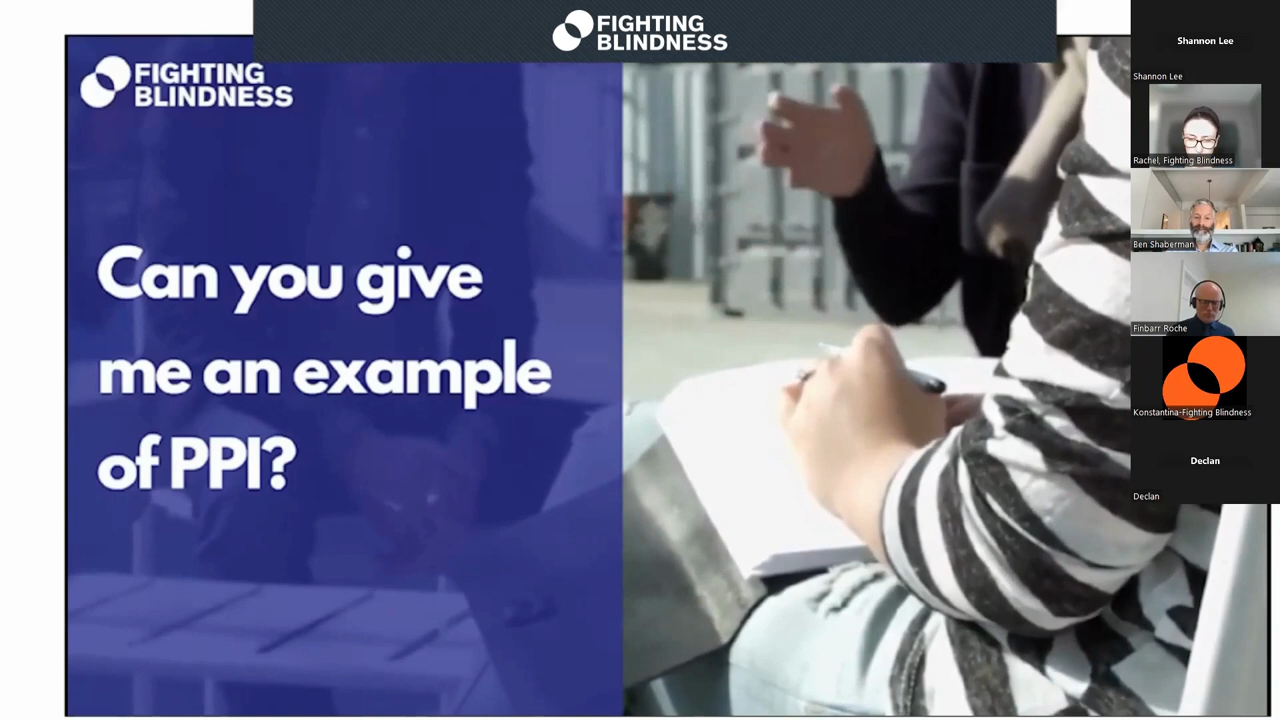 FIGHTING
BLINDNESS
FIGHTING
BLINDNESS
Can you give
me an example
of PPI?
Shannon Lee
Shannon Lee
Rachel, Fighting Blindness
Ben Shaberman
Finbarr Roche
Konstantina-Fighting Blindness
Declan
Declan